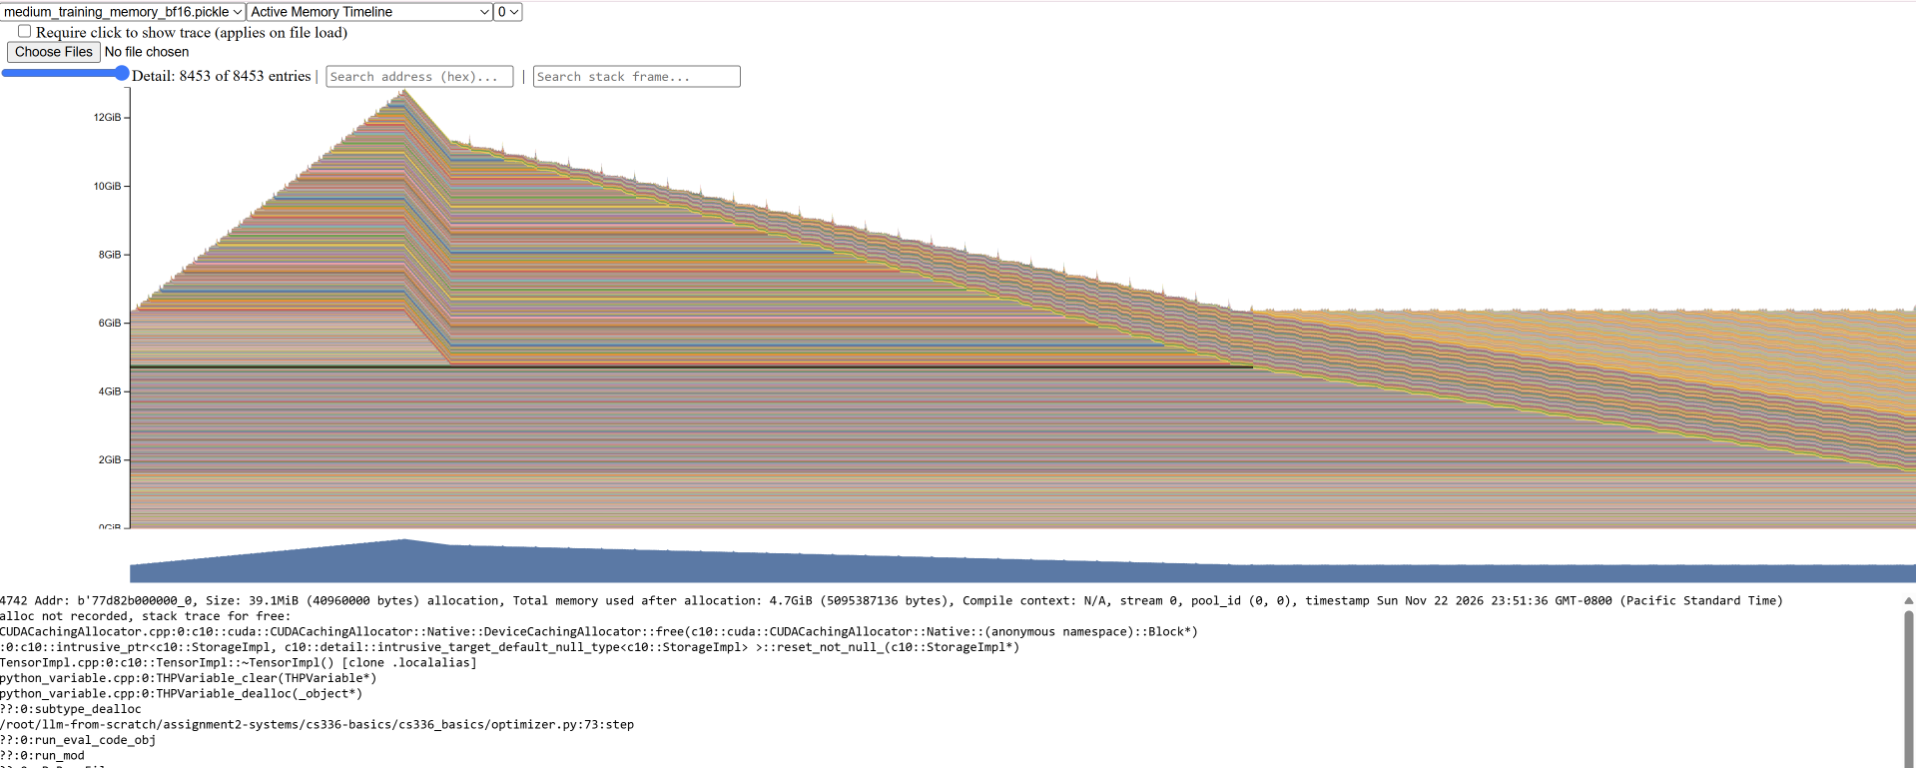 medium_training_memory_bf16.pickle Active Memory Timeline 0
Require click to show trace (applies on file load)
Choose Files No file chosen
Detail: 8453 of 8453 entries | Search address (hex)... | Search stack frame...
12GiB
10GiB
8GiB
6GiB
4GiB
2GiB
0GiB
4742 Addr: b'77d82b000000_0, Size: 39.1MiB (40960000 bytes) allocation, Total memory used after allocation: 4.7GiB (5095387136 bytes), Compile context: N/A, stream 0, pool_id (0, 0), timestamp Sun Nov 22 2026 23:51:36 GMT-0800 (Pacific Standard Time)
alloc not recorded, stack trace for free:
CUDACachingAllocator.cpp:0:c10::cuda::CUDACachingAllocator::Native::DeviceCachingAllocator::free(c10::cuda::CUDACachingAllocator::Native::(anonymous namespace)::Block*)
:0:c10::intrusive_ptr<c10::StorageImpl, c10::detail::intrusive_target_default_null_type<c10::StorageImpl> >::reset_not_null_(c10::StorageImpl*)
TensorImpl.cpp:0:c10::TensorImpl::~TensorImpl() [clone .localalias]
python_variable.cpp:0:THPVariable_clear(THPVariable*)
python_variable.cpp:0:THPVariable_dealloc(_object*)
??:0:subtype_dealloc
/root/llm-from-scratch/assignment2-systems/cs336-basics/cs336_basics/optimizer.py:73:step
??:0:run_eval_code_obj
??:0:run_mod